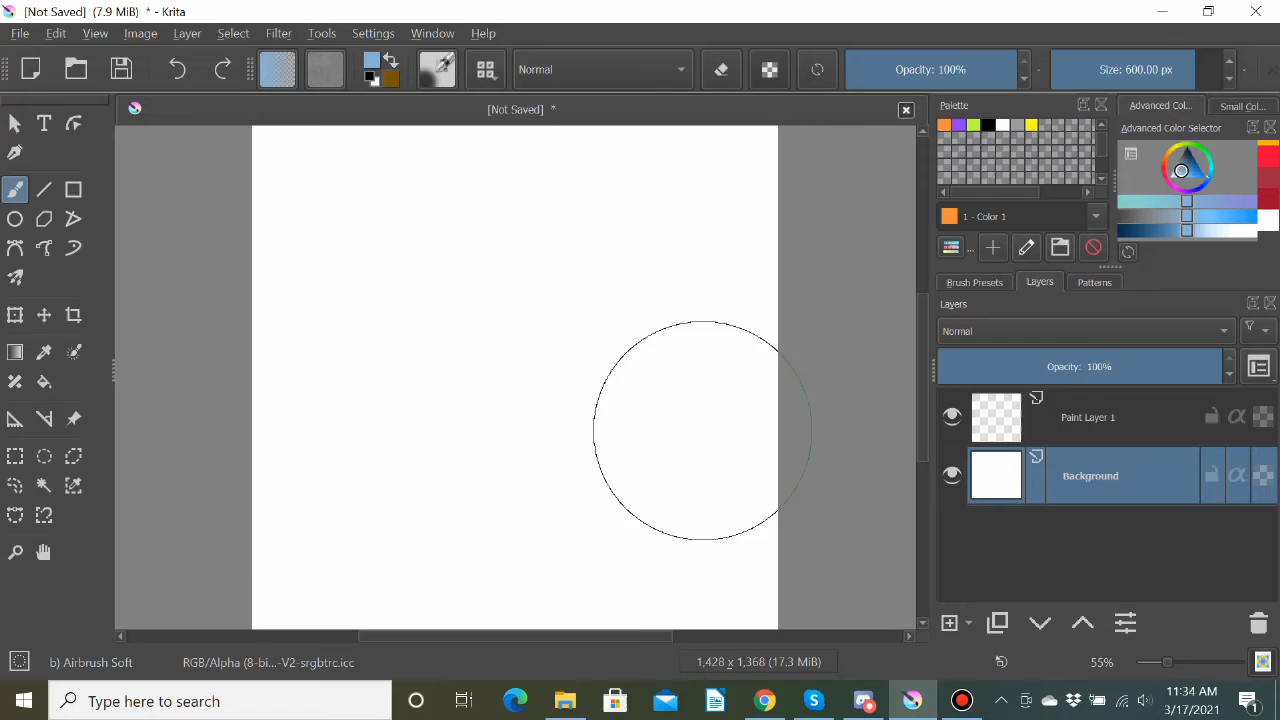 [Not Saved]  (7.9 MiB)  * - Krita
File Edit View Image Layer Select Filter Tools Settings Window Help
Normal
Opacity: 100%
Size: 600.00 px
[Not Saved]  *
Palette
Advanced Col...
Small Col...
Advanced Color Selector
1 - Color 1
...
Brush Presets
Layers
Patterns
Layers
Normal
Opacity:  100%
Paint Layer 1
Background
b) Airbrush Soft
RGB/Alpha (8-bi...-V2-srgbtrc.icc
1,428 x 1,368 (17.3 MiB)
55%
Type here to search
11:34 AM
3/17/2021
1